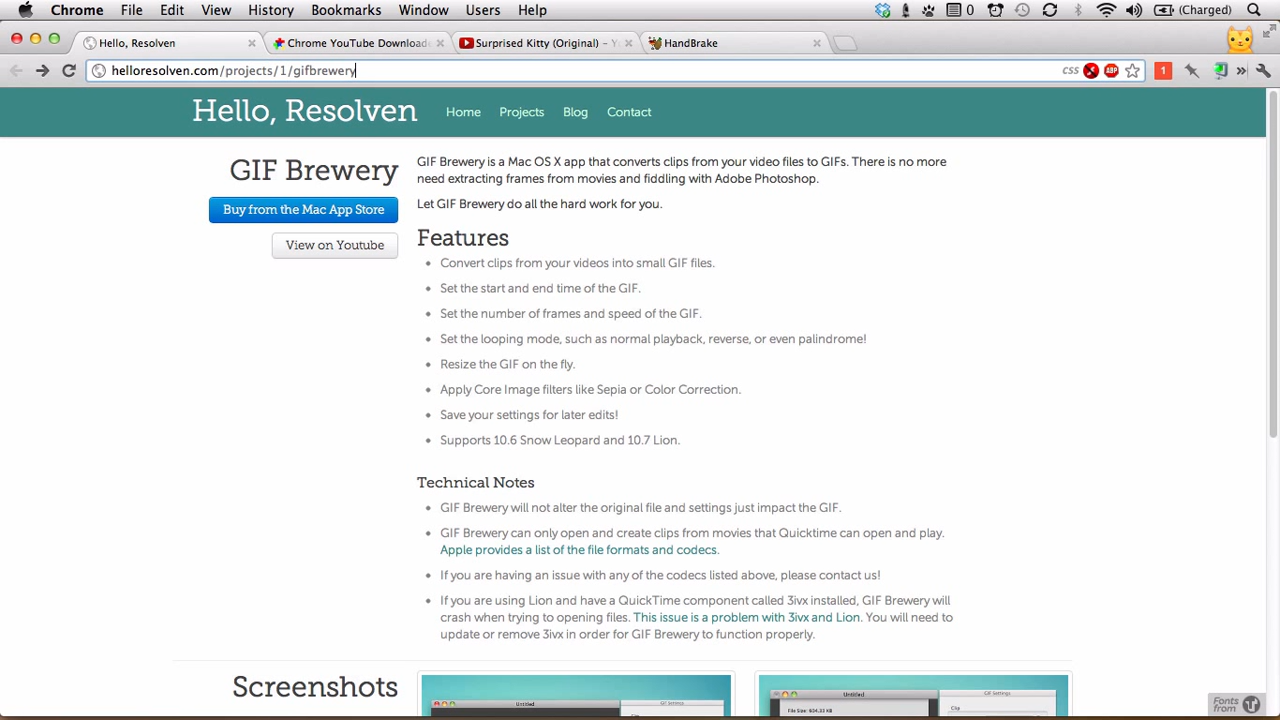 Chrome File Edit View History Bookmarks Window Users Help 0 (Charged)
Hello, Resolven Chrome YouTube Download Surprised Kitty (Original) – Y HandBrake
helloresolven.com/projects/1/gifbrewery CSS ABP 1 »
Hello, Resolven Home Projects Blog Contact
GIF Brewery
Buy from the Mac App Store
View on Youtube
GIF Brewery is a Mac OS X app that converts clips from your video files to GIFs. There is no more
need extracting frames from movies and fiddling with Adobe Photoshop.
Let GIF Brewery do all the hard work for you.
Features
• Convert clips from your videos into small GIF files.
• Set the start and end time of the GIF.
• Set the number of frames and speed of the GIF.
• Set the looping mode, such as normal playback, reverse, or even palindrome!
• Resize the GIF on the fly.
• Apply Core Image filters like Sepia or Color Correction.
• Save your settings for later edits!
• Supports 10.6 Snow Leopard and 10.7 Lion.
Technical Notes
• GIF Brewery will not alter the original file and settings just impact the GIF.
• GIF Brewery can only open and create clips from movies that Quicktime can open and play.
Apple provides a list of the file formats and codecs.
• If you are having an issue with any of the codecs listed above, please contact us!
• If you are using Lion and have a QuickTime component called 3ivx installed, GIF Brewery will
crash when trying to opening files. This issue is a problem with 3ivx and Lion. You will need to
update or remove 3ivx in order for GIF Brewery to function properly.
Screenshots
Untitled GIF Settings
Untitled GIF Settings
File Size: 604.33 KB Clip
Fonts
from